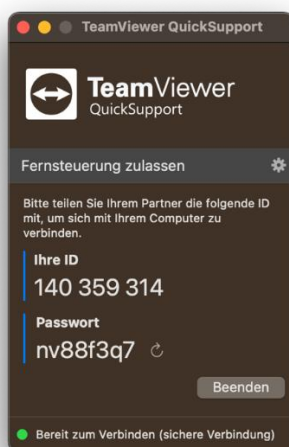 TeamViewer QuickSupport
TeamViewer
QuickSupport
Fernsteuerung zulassen
Bitte teilen Sie Ihrem Partner die folgende ID
mit, um sich mit Ihrem Computer zu
verbinden.
Ihre ID
140 359 314
Passwort
nv88f3q7
Beenden
Bereit zum Verbinden (sichere Verbindung)